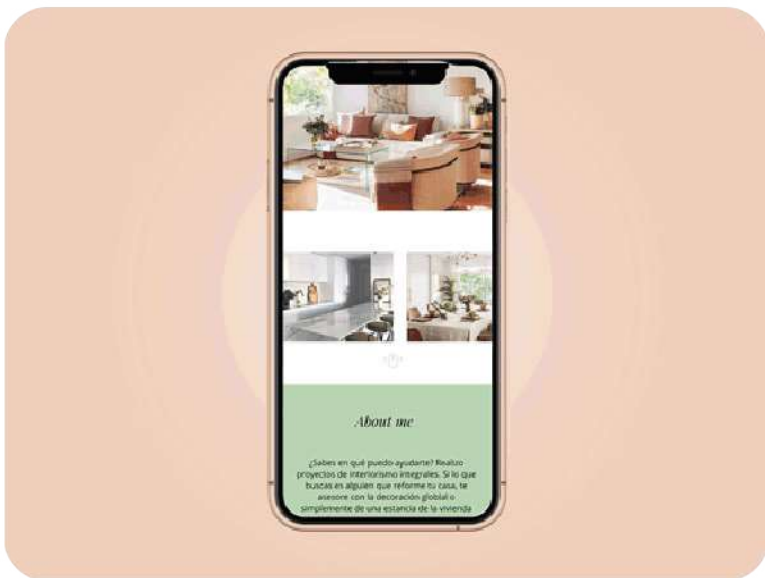 About me
¿Sabes en qué puedo ayudarte? Realizo
proyectos de interiorismo integrales. Si lo que
buscas es alguien que reforme tu casa, te
asesore con la decoración global o
simplemente de una estancia de la vivienda